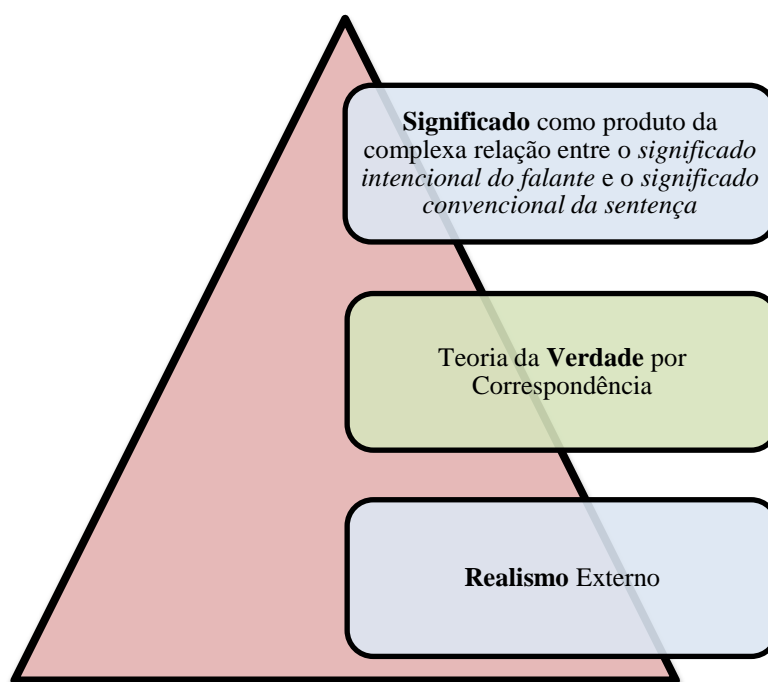 Significado como produto da
complexa relação entre o significado
intencional do falante e o significado
convencional da sentença
Teoria da Verdade por
Correspondência
Realismo Externo